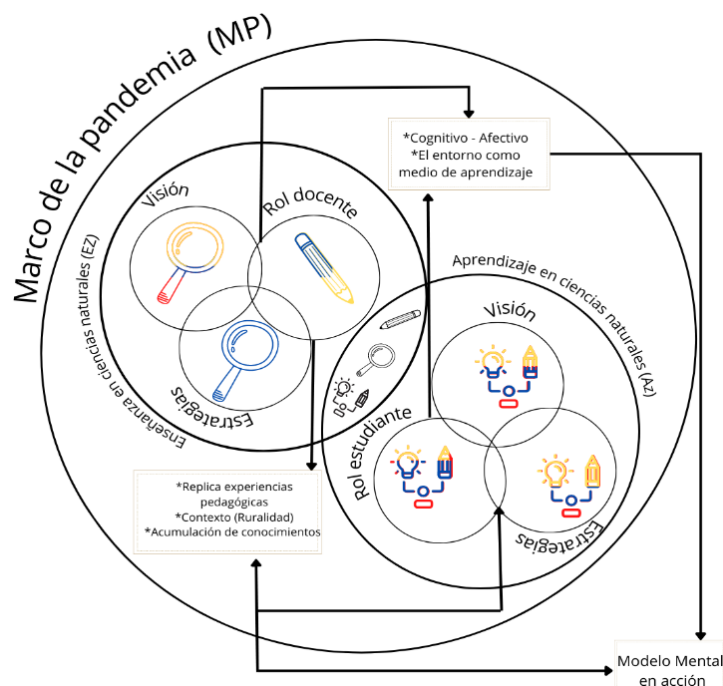 Marco de la pandemia (MP)
*Cognitivo - Afectivo
*El entorno como
medio de aprendizaje
Visión
Rol docente
Estrategias
Enseñanza en ciencias naturales (EZ)
Aprendizaje en ciencias naturales (Az)
Visión
Rol estudiante
Estrategias
*Replica experiencias
pedagógicas
*Contexto (Ruralidad)
*Acumulación de conocimientos
Modelo Mental
en acción